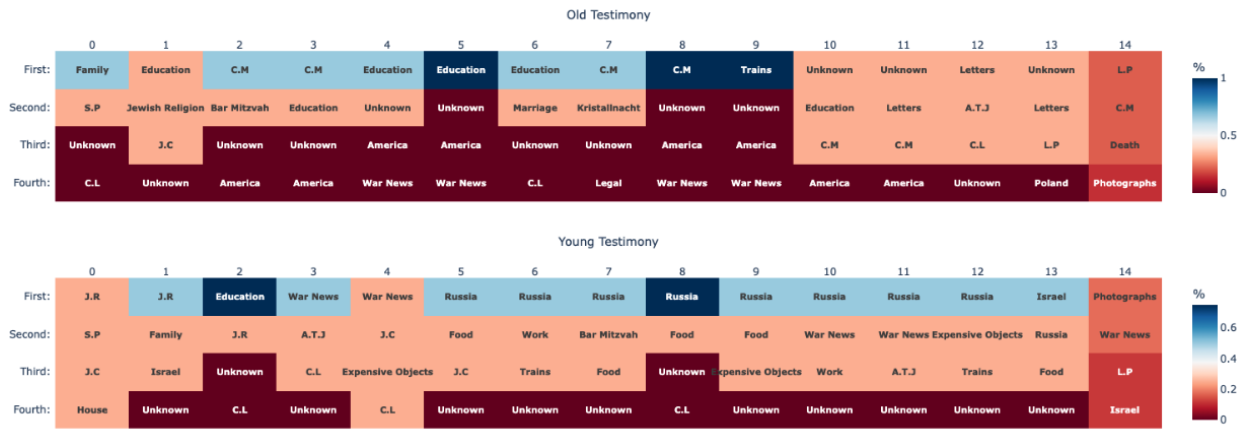 Old Testimony
0 1 2 3 4 5 6 7 8 9 10 11 12 13 14
First: Family Education C.M C.M Education Education Education C.M C.M Trains Unknown Unknown Letters Unknown L.P
Second: S.P Jewish Religion Bar Mitzvah Education Unknown Unknown Marriage Kristallnacht Unknown Unknown Education Letters A.T.J Letters C.M
Third: Unknown J.C Unknown Unknown America America Unknown Unknown America America C.M C.M C.L L.P Death
Fourth: C.L Unknown America America War News War News C.L Legal War News War News America America Unknown Poland Photographs
%
1
0.5
0
Young Testimony
0 1 2 3 4 5 6 7 8 9 10 11 12 13 14
First: J.R J.R Education War News War News Russia Russia Russia Russia Russia Russia Russia Russia Israel Photographs
Second: S.P Family J.R A.T.J J.C Food Work Bar Mitzvah Food Food War News War News Expensive Objects Russia War News
Third: J.C Israel Unknown C.L Expensive Objects J.C Trains Food Unknown Expensive Objects Work A.T.J Trains Food L.P
Fourth: House Unknown C.L Unknown C.L Unknown Unknown Unknown C.L Unknown Unknown Unknown Unknown Unknown Israel
%
0.6
0.4
0.2
0